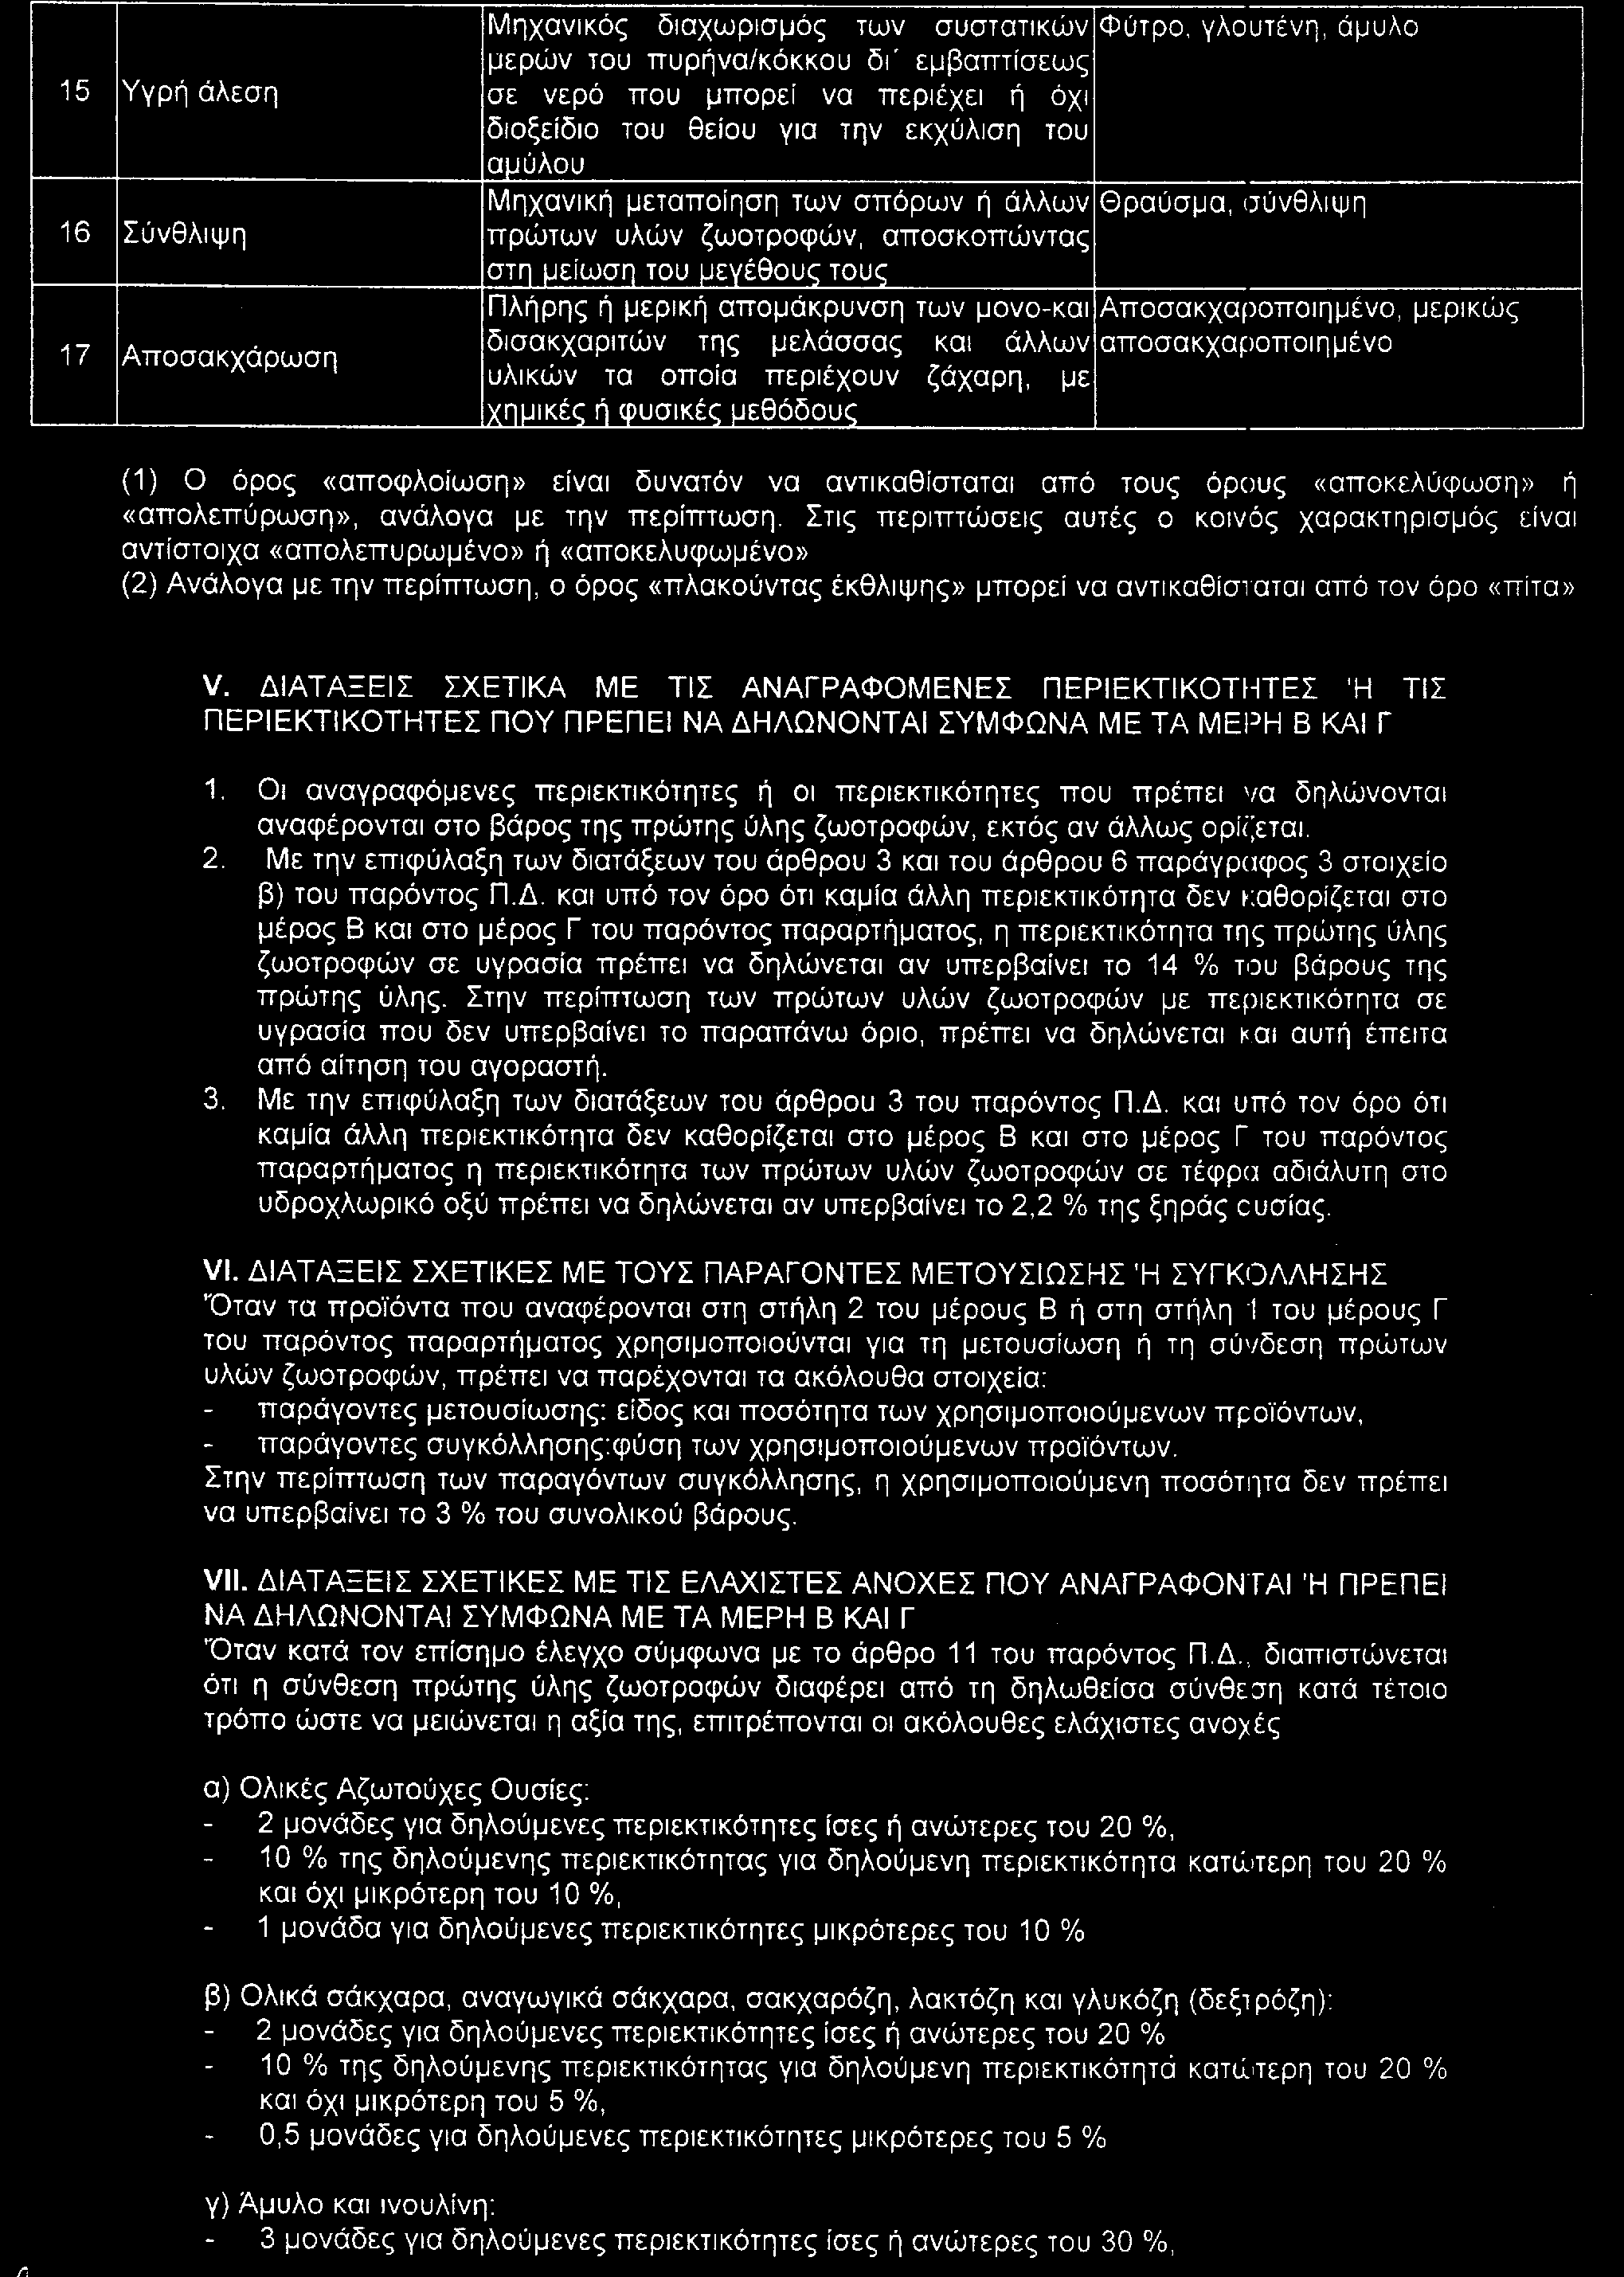 Μηχανικός διαχωρισμός των συστατικών Φύτρο, γλουτένη, άμυλο
μερών του πυρήνα/κόκκου δι' εμβαπτίσεως
15 Υγρή άλεση σε νερό που μπορεί να περιέχει ή όχι
διοξείδιο του θείου για την εκχύλιση του
αμύλου
Μηχανική μεταποίηση των σπόρων ή άλλων Θραύσμα, σύνθλιψη
16 Σύνθλιψη πρώτων υλών ζωοτροφών, αποσκοπώντας
στη μείωση του μεγέθους τους
Πλήρης ή μερική απομάκρυνση των μονο-και Αποσακχαροποιημένο, μερικώς
17 Αποσακχάρωση δισακχαριτών της μελάσσας και άλλων αποσακχαροποιημένο
υλικών τα οποία περιέχουν ζάχαρη, με
χημικές ή φυσικές μεθόδους
(1) Ο όρος «αποφλοίωση» είναι δυνατόν να αντικαθίσταται από τους όρους «αποκελύφωση» ή
«απολεπύρωση», ανάλογα με την περίπτωση. Στις περιπτώσεις αυτές ο κοινός χαρακτηρισμός είναι
αντίστοιχα «απολεπυρωμένο» ή «αποκελυφωμένο»
(2) Ανάλογα με την περίπτωση, ο όρος «πλακούντας έκθλιψης» μπορεί να αντικαθίσταται από τον όρο «πίτα»
V. ΔΙΑΤΑΞΕΙΣ ΣΧΕΤΙΚΑ ΜΕ ΤΙΣ ΑΝΑΓΡΑΦΟΜΕΝΕΣ ΠΕΡΙΕΚΤΙΚΟΤΗΤΕΣ Ή ΤΙΣ
ΠΕΡΙΕΚΤΙΚΟΤΗΤΕΣ ΠΟΥ ΠΡΕΠΕΙ ΝΑ ΔΗΛΩΝΟΝΤΑΙ ΣΥΜΦΩΝΑ ΜΕ ΤΑ ΜΕΡΗ Β ΚΑΙ Γ
1. Οι αναγραφόμενες περιεκτικότητες ή οι περιεκτικότητες που πρέπει να δηλώνονται
αναφέρονται στο βάρος της πρώτης ύλης ζωοτροφών, εκτός αν άλλως ορίζεται.
2. Με την επιφύλαξη των διατάξεων του άρθρου 3 και του άρθρου 6 παράγραφος 3 στοιχείο
β) του παρόντος Π.Δ. και υπό τον όρο ότι καμία άλλη περιεκτικότητα δεν καθορίζεται στο
μέρος Β και στο μέρος Γ του παρόντος παραρτήματος, η περιεκτικότητα της πρώτης ύλης
ζωοτροφών σε υγρασία πρέπει να δηλώνεται αν υπερβαίνει το 14 % του βάρους της
πρώτης ύλης. Στην περίπτωση των πρώτων υλών ζωοτροφών με περιεκτικότητα σε
υγρασία που δεν υπερβαίνει το παραπάνω όριο, πρέπει να δηλώνεται και αυτή έπειτα
από αίτηση του αγοραστή.
3. Με την επιφύλαξη των διατάξεων του άρθρου 3 του παρόντος Π.Δ. και υπό τον όρο ότι
καμία άλλη περιεκτικότητα δεν καθορίζεται στο μέρος Β και στο μέρος Γ του παρόντος
παραρτήματος η περιεκτικότητα των πρώτων υλών ζωοτροφών σε τέφρα αδιάλυτη στο
υδροχλωρικό οξύ πρέπει να δηλώνεται αν υπερβαίνει το 2,2 % της ξηράς ουσίας.
VI. ΔΙΑΤΑΞΕΙΣ ΣΧΕΤΙΚΕΣ ΜΕ ΤΟΥΣ ΠΑΡΑΓΟΝΤΕΣ ΜΕΤΟΥΣΙΩΣΗΣ Ή ΣΥΓΚΟΛΛΗΣΗΣ
Όταν τα προϊόντα που αναφέρονται στη στήλη 2 του μέρους Β ή στη στήλη 1 του μέρους Γ
του παρόντος παραρτήματος χρησιμοποιούνται για τη μετουσίωση ή τη σύνδεση πρώτων
υλών ζωοτροφών, πρέπει να παρέχονται τα ακόλουθα στοιχεία:
- παράγοντες μετουσίωσης: είδος και ποσότητα των χρησιμοποιούμενων προϊόντων,
- παράγοντες συγκόλλησης:φύση των χρησιμοποιούμενων προϊόντων.
Στην περίπτωση των παραγόντων συγκόλλησης, η χρησιμοποιούμενη ποσότητα δεν πρέπει
να υπερβαίνει το 3 % του συνολικού βάρους.
VII. ΔΙΑΤΑΞΕΙΣ ΣΧΕΤΙΚΕΣ ΜΕ ΤΙΣ ΕΛΑΧΙΣΤΕΣ ΑΝΟΧΕΣ ΠΟΥ ΑΝΑΓΡΑΦΟΝΤΑΙ Ή ΠΡΕΠΕΙ
ΝΑ ΔΗΛΩΝΟΝΤΑΙ ΣΥΜΦΩΝΑ ΜΕ ΤΑ ΜΕΡΗ Β ΚΑΙ Γ
Όταν κατά τον επίσημο έλεγχο σύμφωνα με το άρθρο 11 του παρόντος Π.Δ., διαπιστώνεται
ότι η σύνθεση πρώτης ύλης ζωοτροφών διαφέρει από τη δηλωθείσα σύνθεση κατά τέτοιο
τρόπο ώστε να μειώνεται η αξία της, επιτρέπονται οι ακόλουθες ελάχιστες ανοχές
α) Ολικές Αζωτούχες Ουσίες:
- 2 μονάδες για δηλούμενες περιεκτικότητες ίσες ή ανώτερες του 20 %,
- 10 % της δηλούμενης περιεκτικότητας για δηλούμενη περιεκτικότητα κατώτερη του 20 %
και όχι μικρότερη του 10 %,
- 1 μονάδα για δηλούμενες περιεκτικότητες μικρότερες του 10 %
β) Ολικά σάκχαρα, αναγωγικά σάκχαρα, σακχαρόζη, λακτόζη και γλυκόζη (δεξτρόζη):
- 2 μονάδες για δηλούμενες περιεκτικότητες ίσες ή ανώτερες του 20 %
- 10 % της δηλούμενης περιεκτικότητας για δηλούμενη περιεκτικότητά κατώτερη του 20 %
και όχι μικρότερη του 5 %,
- 0,5 μονάδες για δηλούμενες περιεκτικότητες μικρότερες του 5 %
γ) Άμυλο και ινουλίνη:
- 3 μονάδες για δηλούμενες περιεκτικότητες ίσες ή ανώτερες του 30 %,